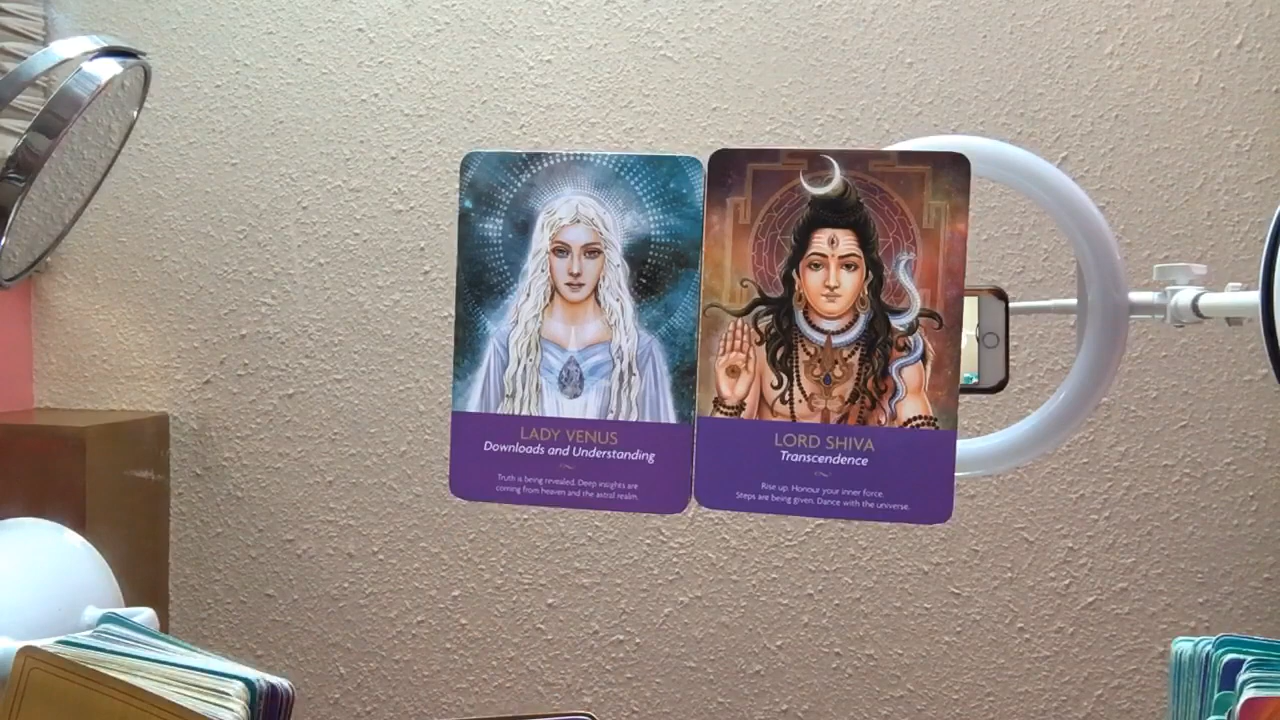 LADY VENUS
Downloads and Understanding
Truth is being revealed. Deep insights are
coming from heaven and the astral realm.
LORD SHIVA
Transcendence
Rise up. Honour your inner force.
Steps are being given. Dance with the universe.